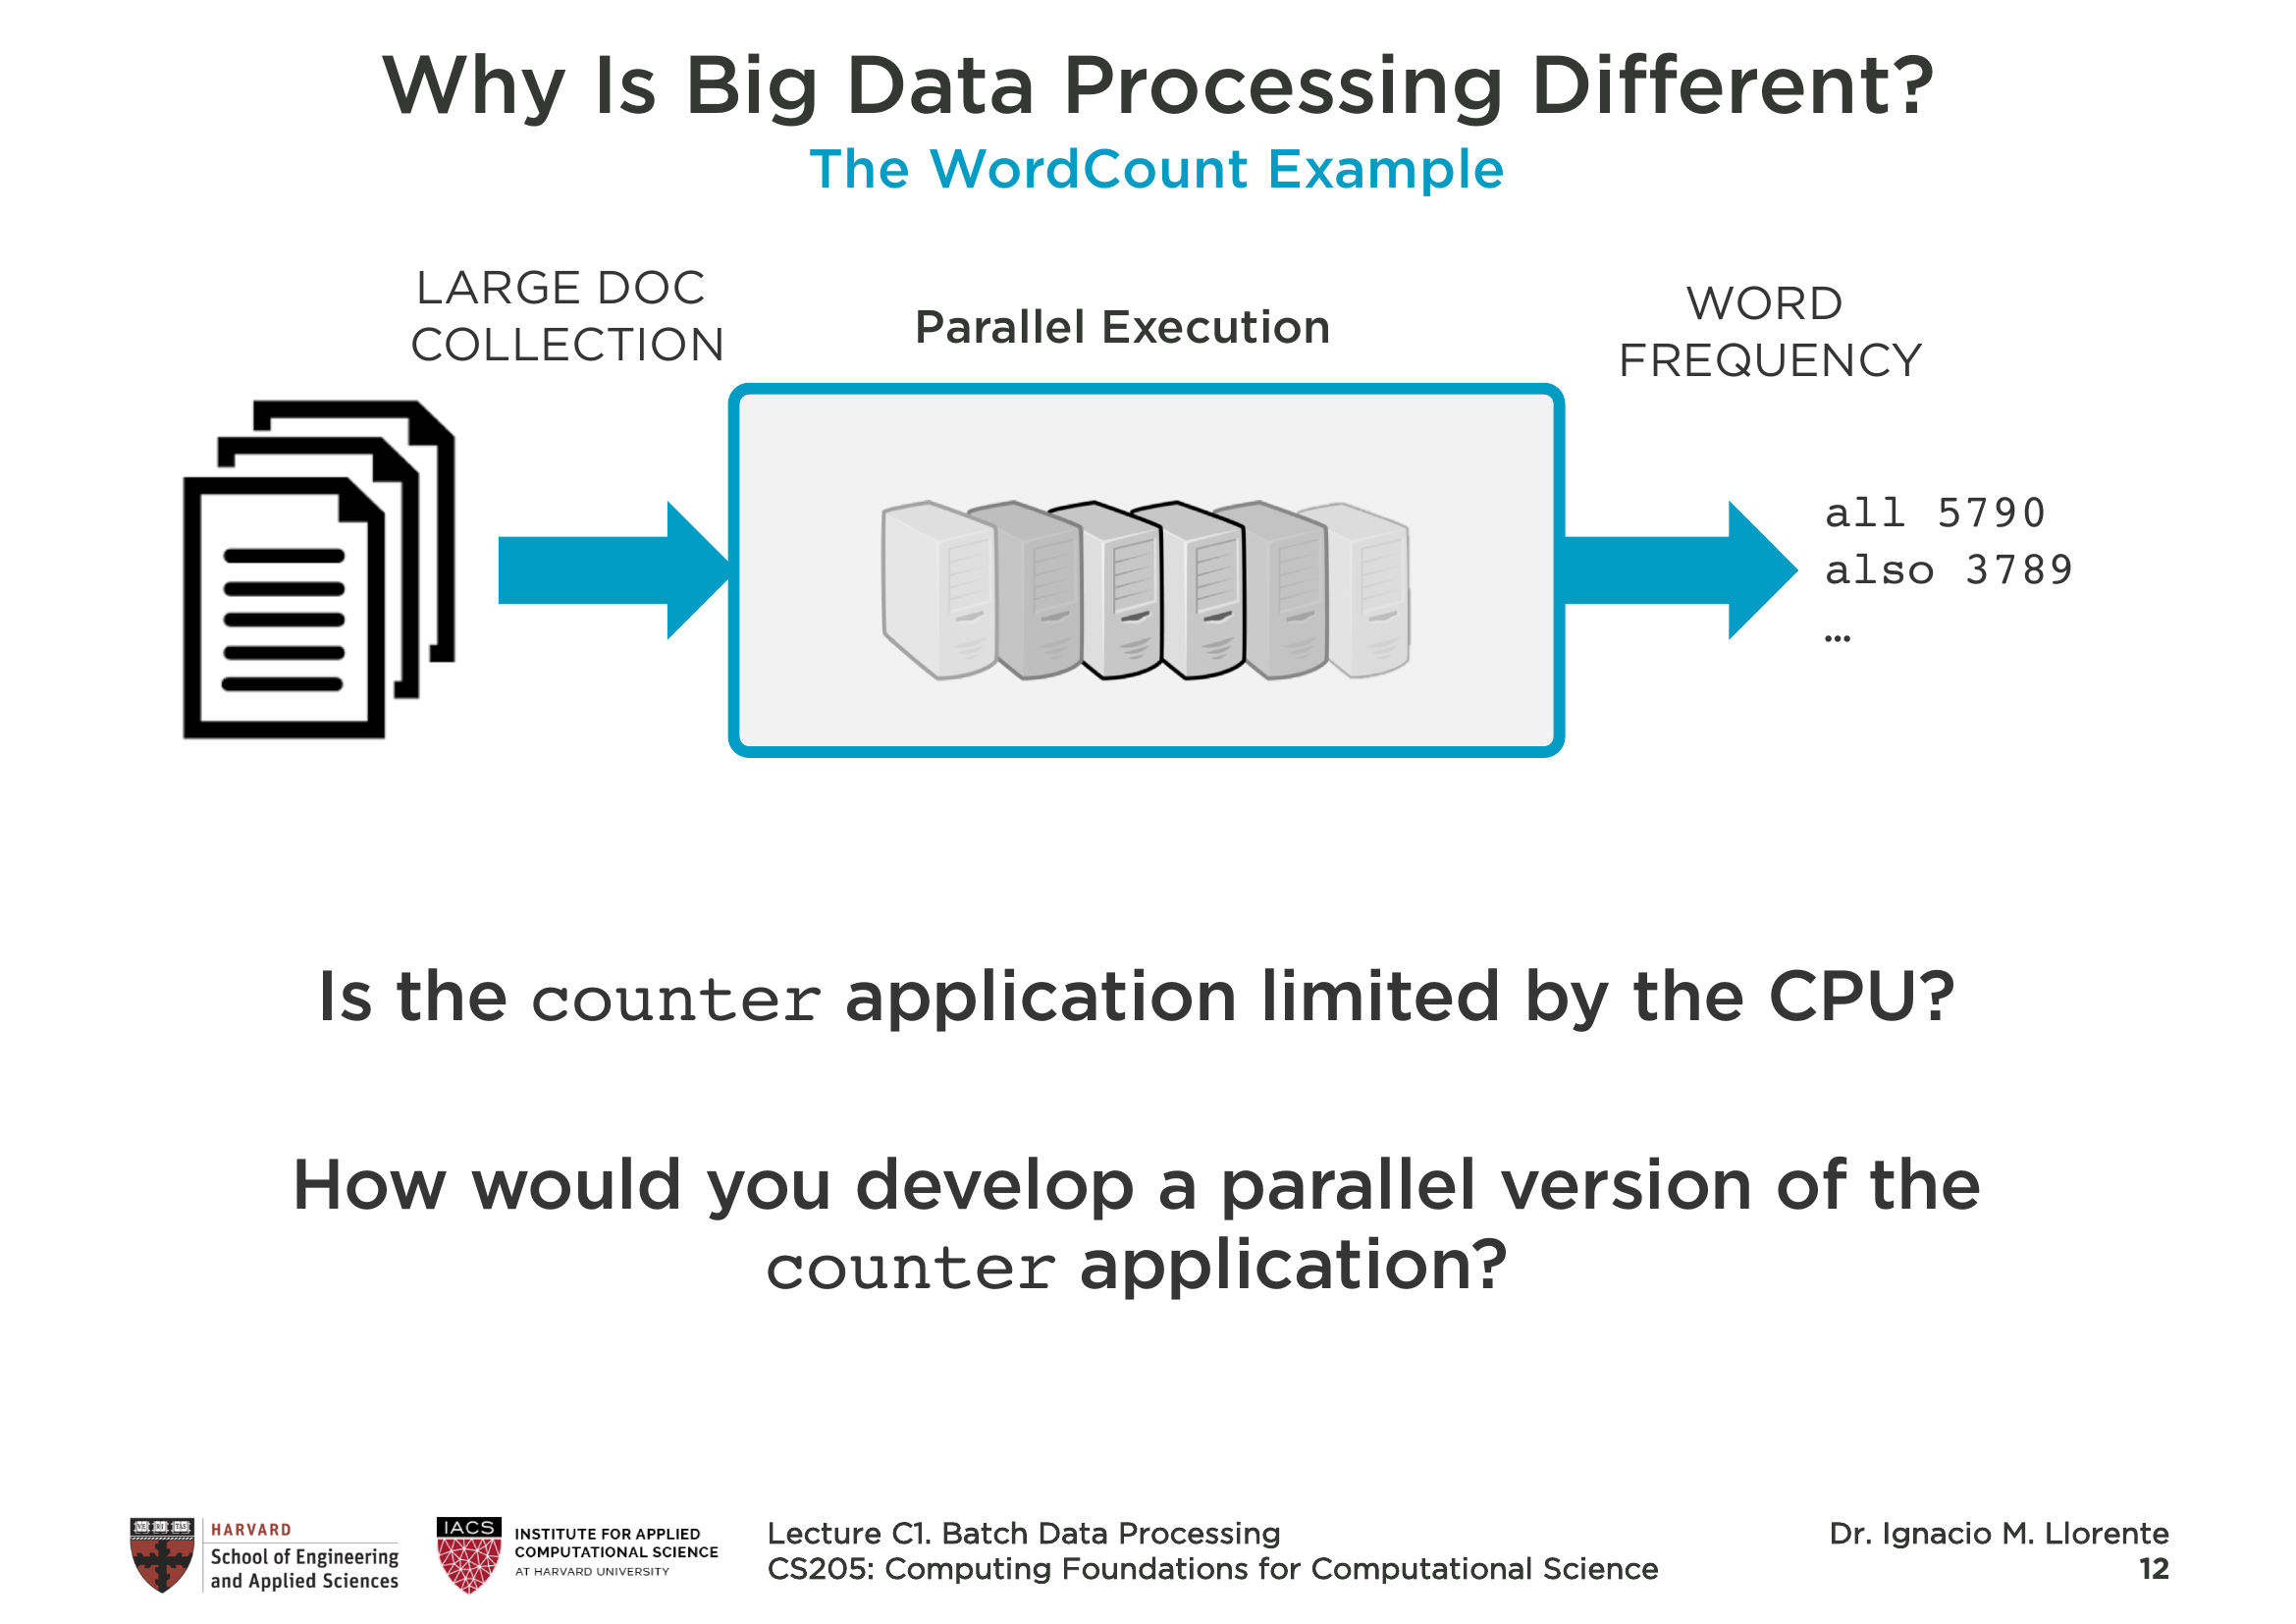 Why Is Big Data Processing Different?
The WordCount Example
LARGE DOC
COLLECTION
Parallel Execution
WORD
FREQUENCY
all 5790
also 3789
…
Is the counter application limited by the CPU?
How would you develop a parallel version of the
counter application?
VE RI TAS
HARVARD
School of Engineering
and Applied Sciences
IACS
INSTITUTE FOR APPLIED
COMPUTATIONAL SCIENCE
AT HARVARD UNIVERSITY
Lecture C1. Batch Data Processing
CS205: Computing Foundations for Computational Science
Dr. Ignacio M. Llorente
12